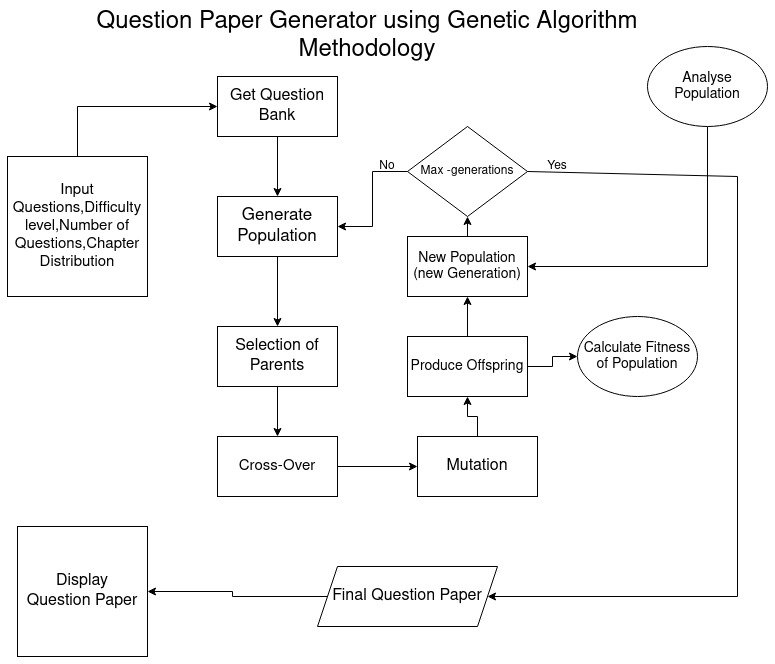 Question Paper Generator using Genetic Algorithm
Methodology
Analyse
Population
Get Question
Bank
Input
Questions,Difficulty
level,Number of
Questions,Chapter
Distribution
No
Max -generations
Yes
Generate
Population
New Population
(new Generation)
Selection of
Parents
Produce Offspring
Calculate Fitness
of Population
Cross-Over
Mutation
Display
Question Paper
Final Question Paper